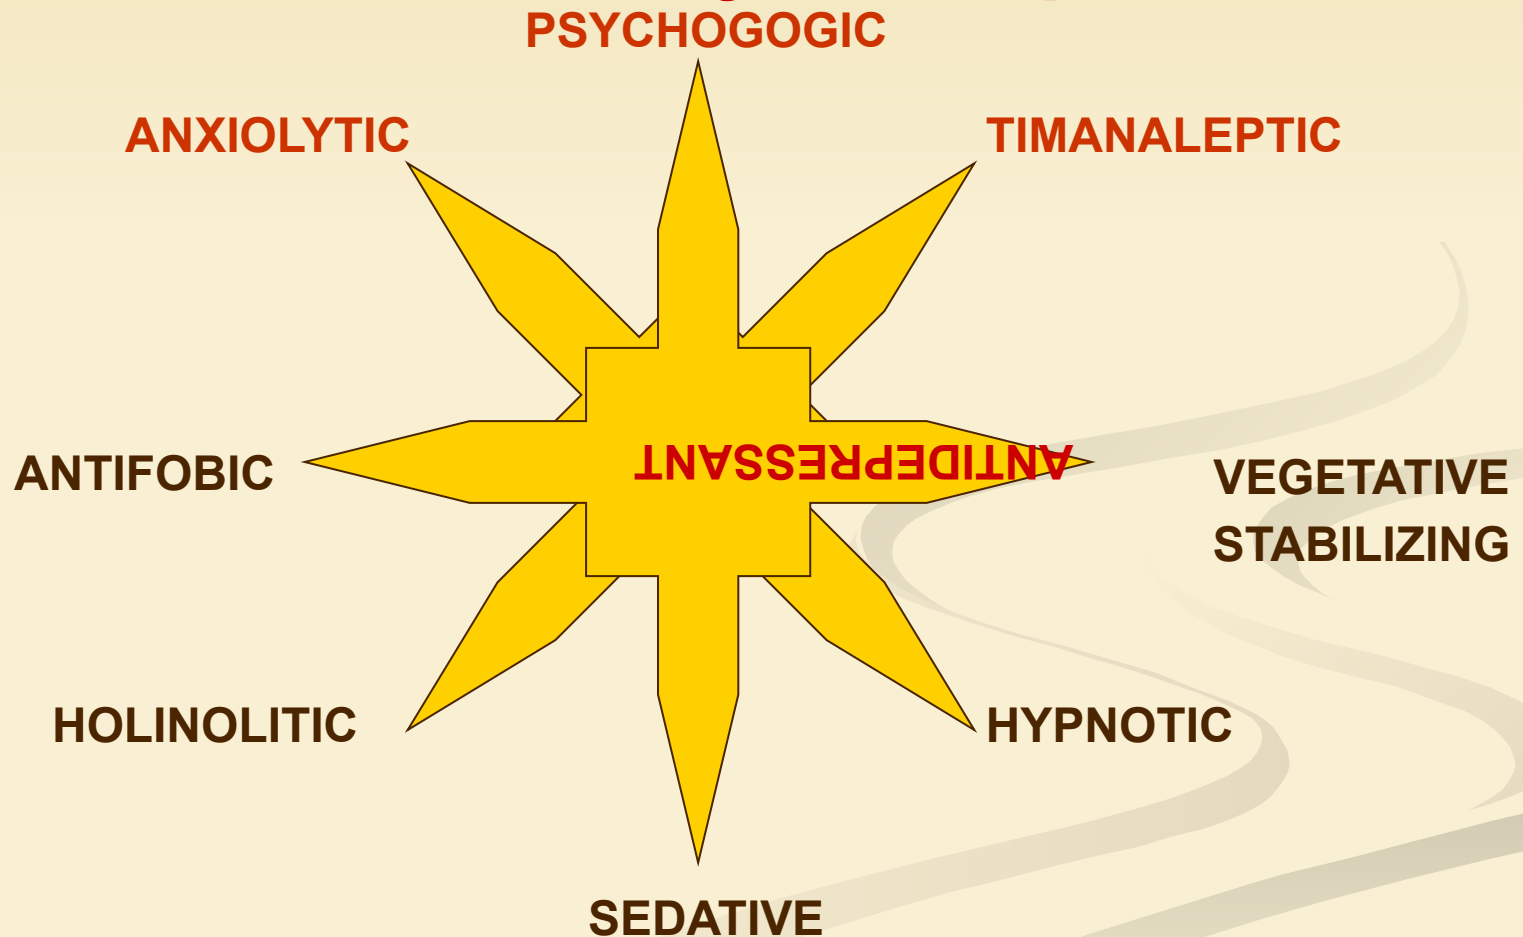 PSYCHOGOGIC
ANXIOLYTIC
TIMANALEPTIC
ANTIDEPRESSANT
ANTIFOBIC
VEGETATIVE
STABILIZING
HOLINOLITIC
HYPNOTIC
SEDATIVE